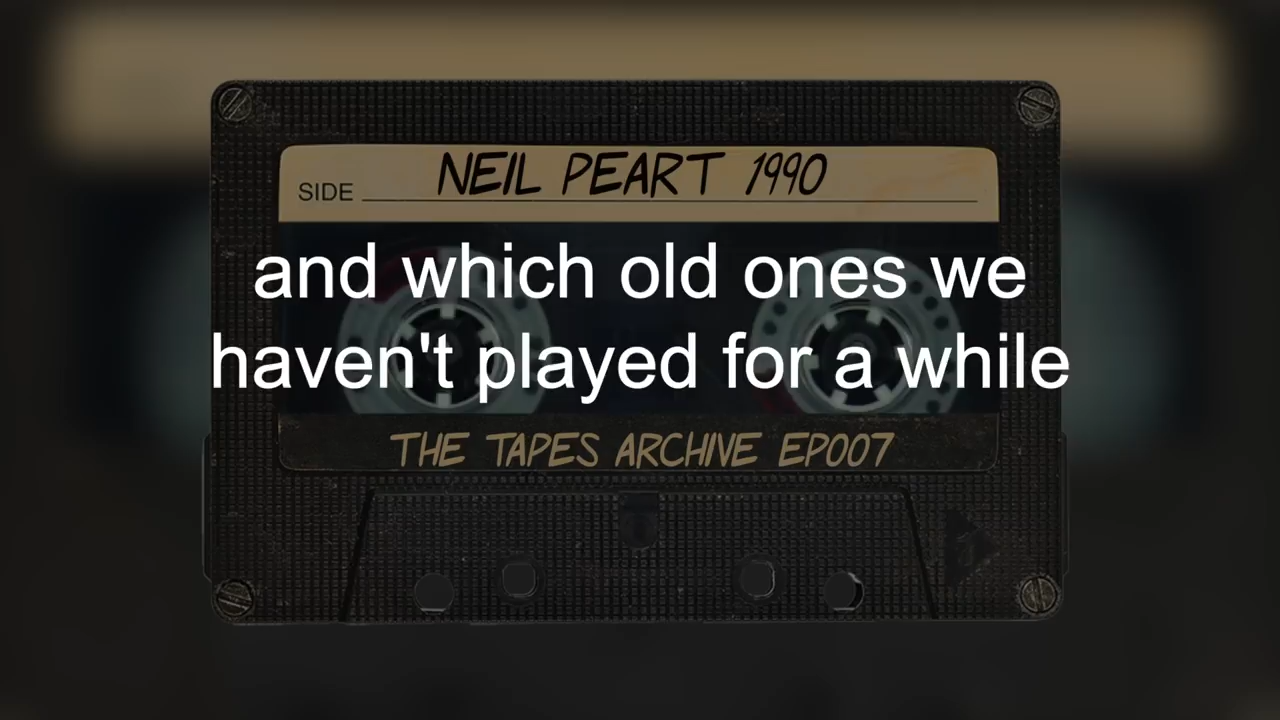 NEIL PEART 1990
SIDE
and which old ones we
haven't played for a while
THE TAPES ARCHIVE EP007